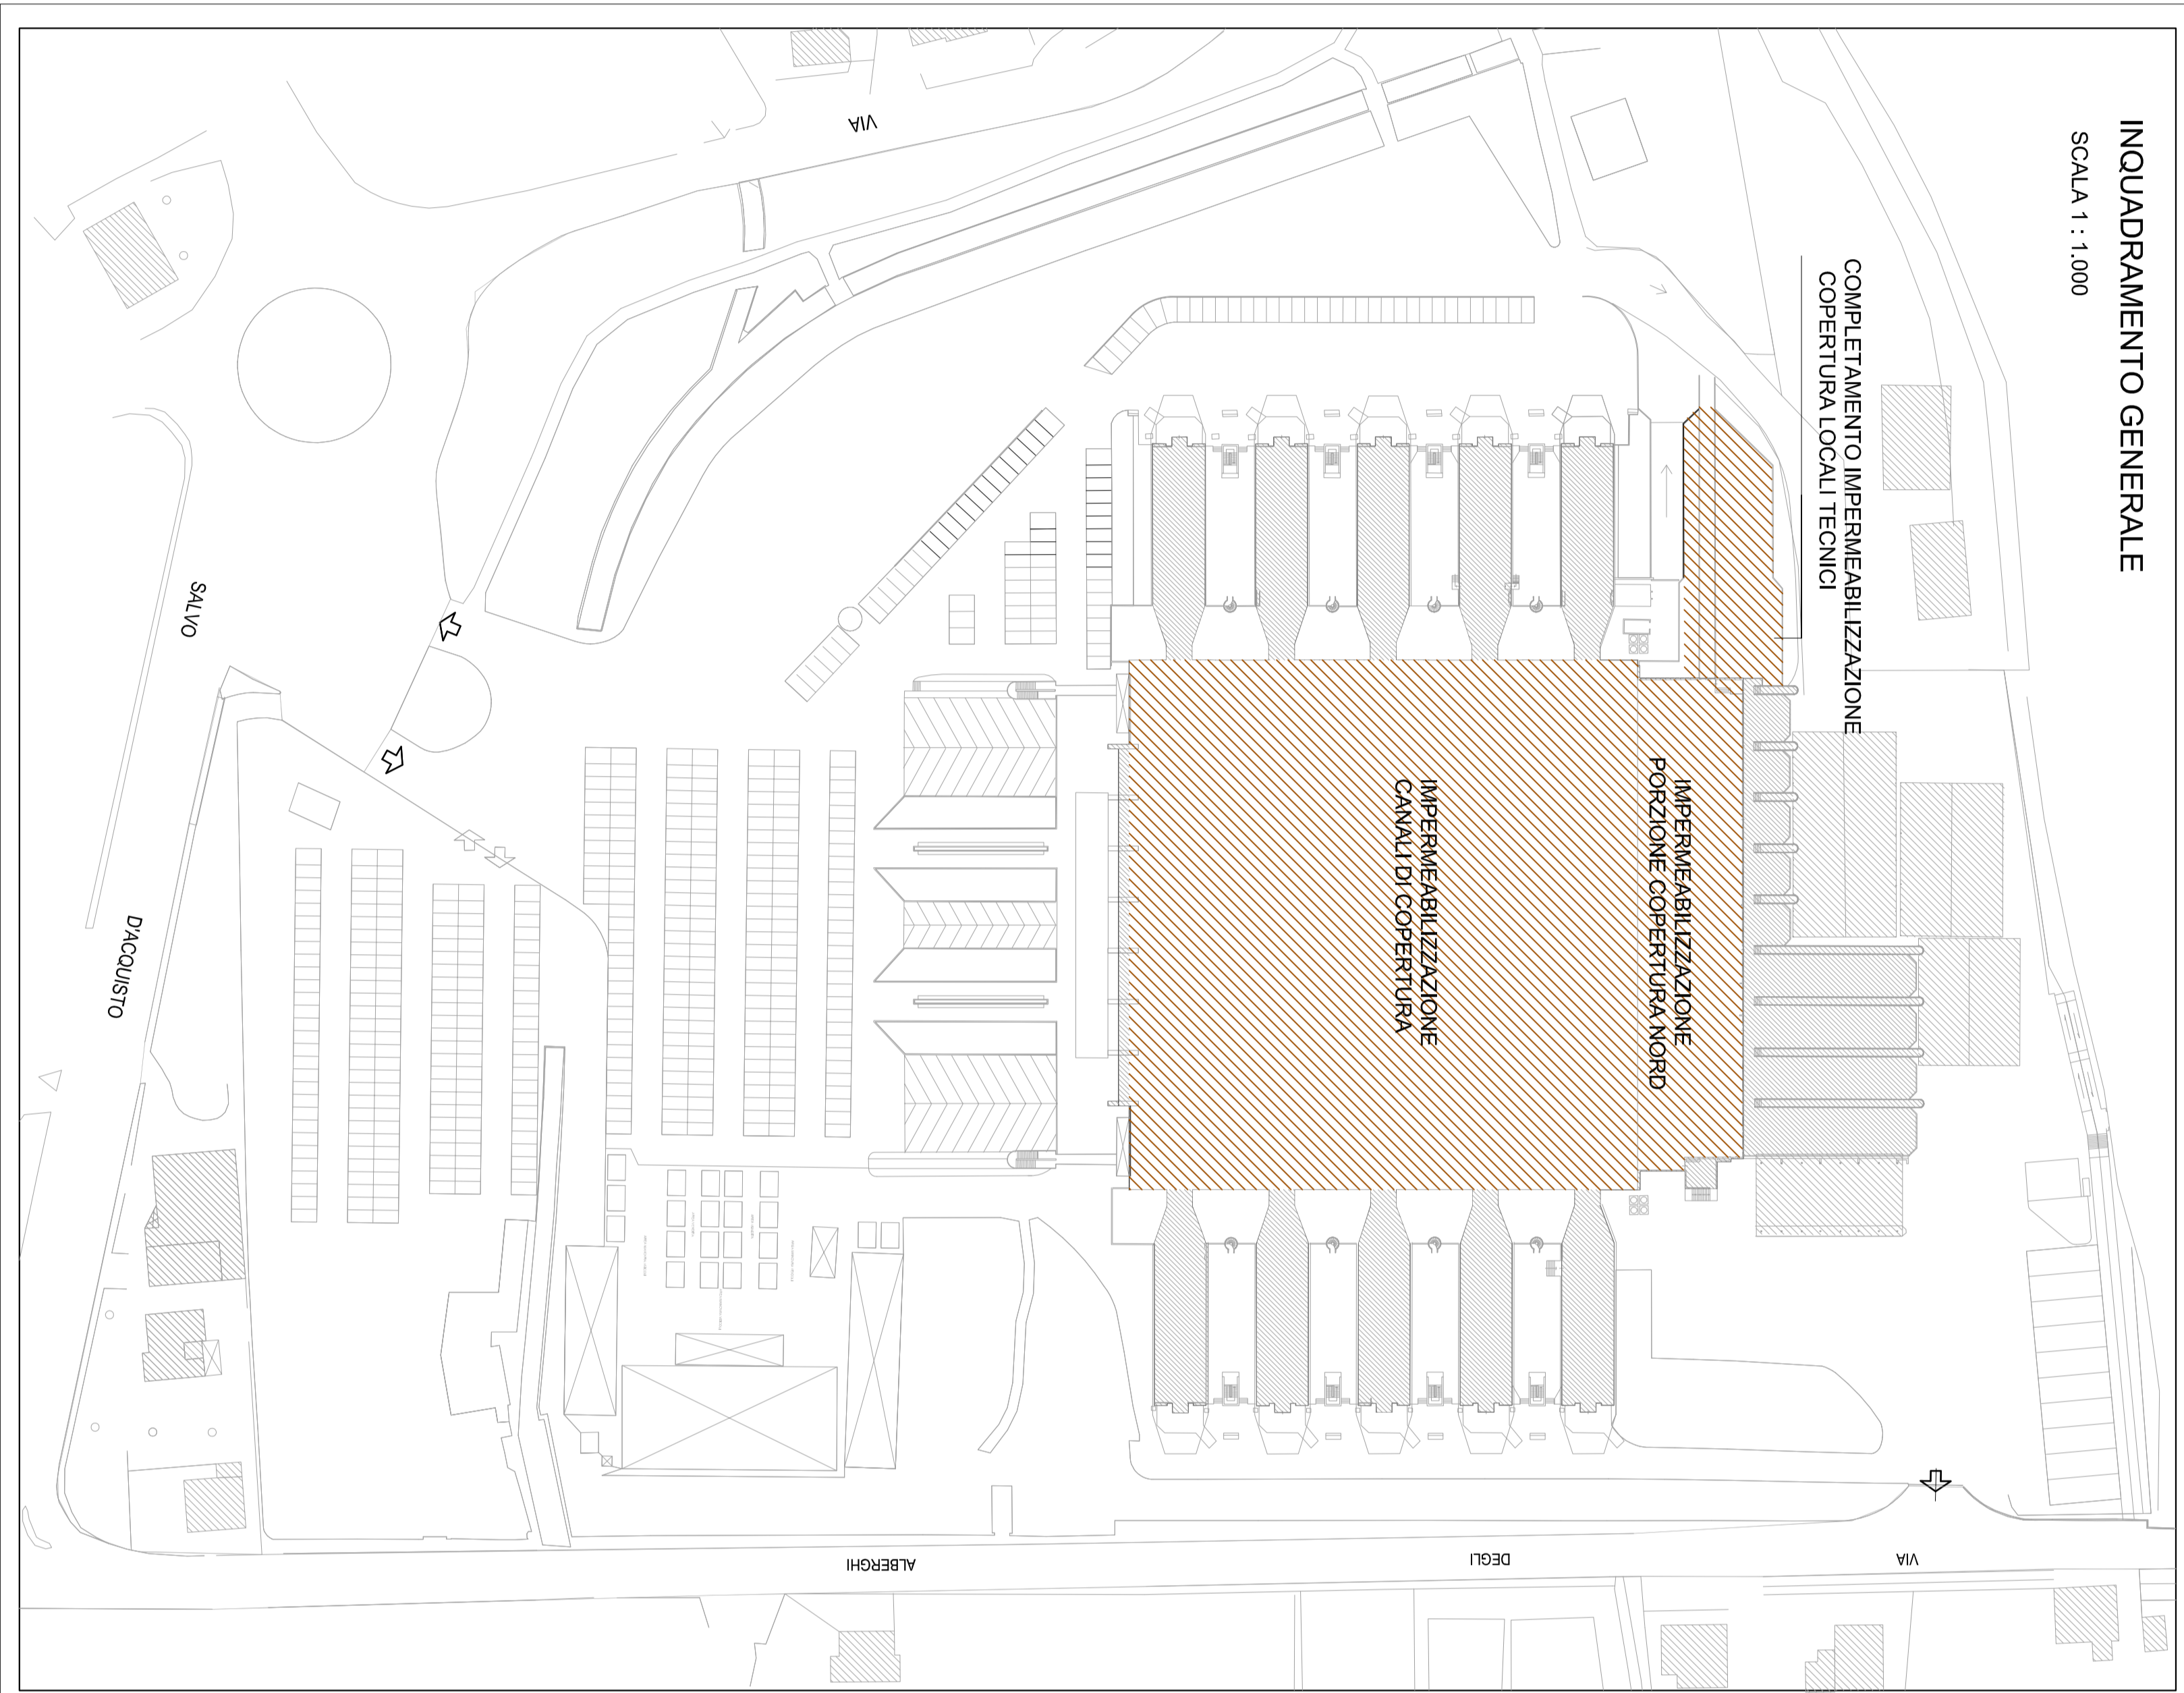 INQUADRAMENTO GENERALE
SCALA 1 : 1.000
COMPLETAMENTO IMPERMEABILIZZAZIONE
COPERTURA LOCALI TECNICI
IMPERMEABILIZZAZIONE
PORZIONE COPERTURA NORD
IMPERMEABILIZZAZIONE
CANALI DI COPERTURA
VIA
SALVO
D'ACQUISTO
VIA
DEGLI
ALBERGHI